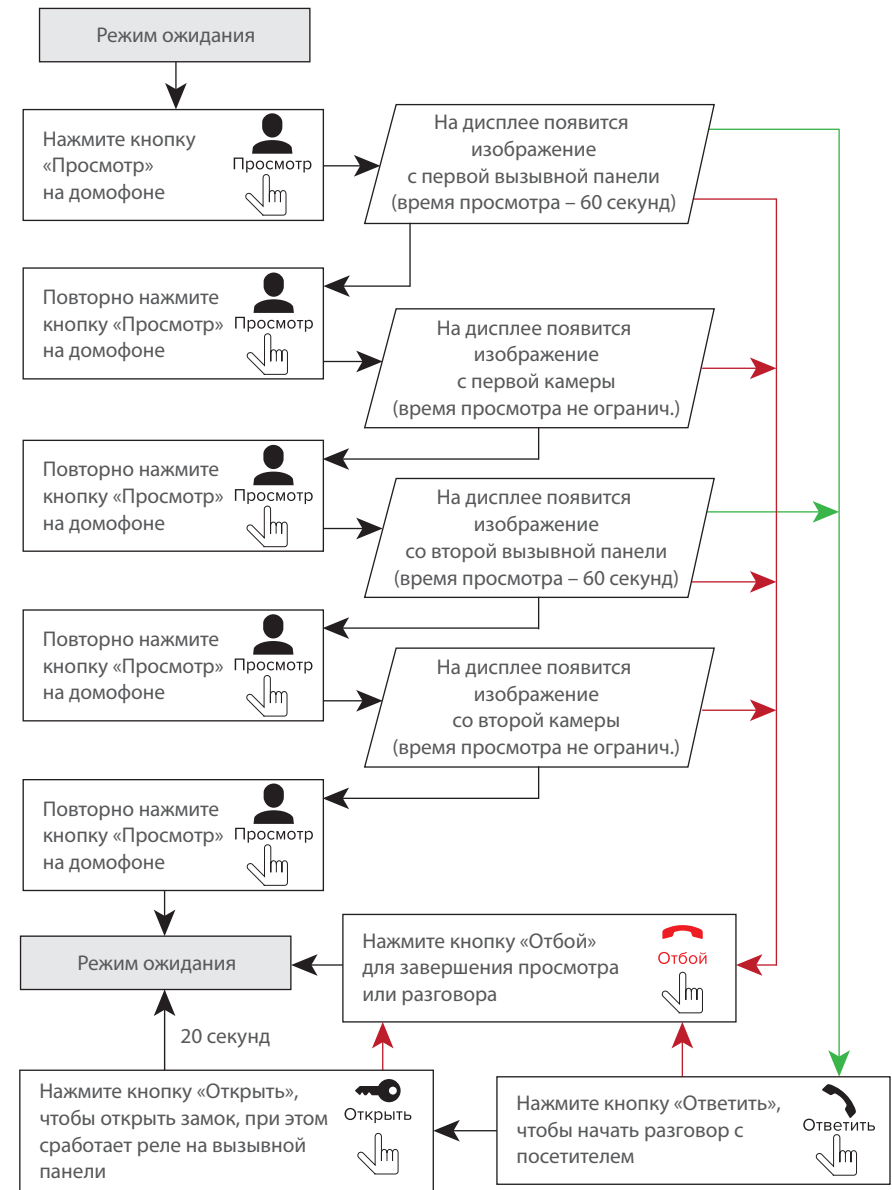 Режим ожидания
Нажмите кнопку
«Просмотр»
на домофоне
Просмотр
На дисплее появится
изображение
с первой вызывной панели
(время просмотра – 60 секунд)
Повторно нажмите
кнопку «Просмотр»
на домофоне
Просмотр
На дисплее появится
изображение
с первой камеры
(время просмотра не огранич.)
Повторно нажмите
кнопку «Просмотр»
на домофоне
Просмотр
На дисплее появится
изображение
со второй вызывной панели
(время просмотра – 60 секунд)
Повторно нажмите
кнопку «Просмотр»
на домофоне
Просмотр
На дисплее появится
изображение
со второй камеры
(время просмотра не огранич.)
Повторно нажмите
кнопку «Просмотр»
на домофоне
Просмотр
Режим ожидания
Нажмите кнопку «Отбой»
для завершения просмотра
или разговора
Отбой
20 секунд
Нажмите кнопку «Открыть»,
чтобы открыть замок, при этом
сработает реле на вызывной
панели
Открыть
Нажмите кнопку «Ответить»,
чтобы начать разговор с
посетителем
Ответить